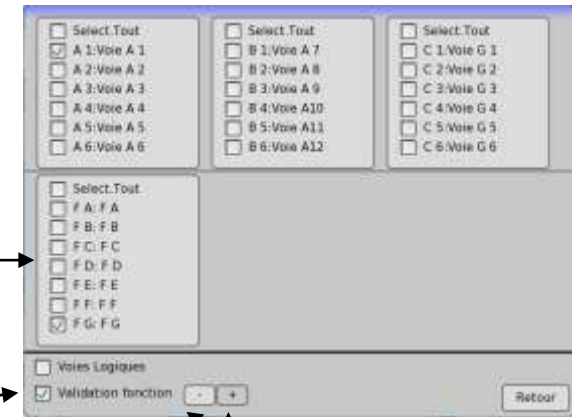 Select.Tout
A 1:Voie A 1
A 2:Voie A 2
A 3:Voie A 3
A 4:Voie A 4
A 5:Voie A 5
A 6:Voie A 6
Select.Tout
B 1:Voie A 7
B 2:Voie A 8
B 3:Voie A 9
B 4:Voie A10
B 5:Voie A11
B 6:Voie A12
Select.Tout
C 1:Voie G 1
C 2:Voie G 2
C 3:Voie G 3
C 4:Voie G 4
C 5:Voie G 5
C 6:Voie G 6
Select.Tout
F A: F A
F B: F B
F C: F C
F D: F D
F E: F E
F F: F F
F G: F G
Voies Logiques
Validation fonction - +
Retour